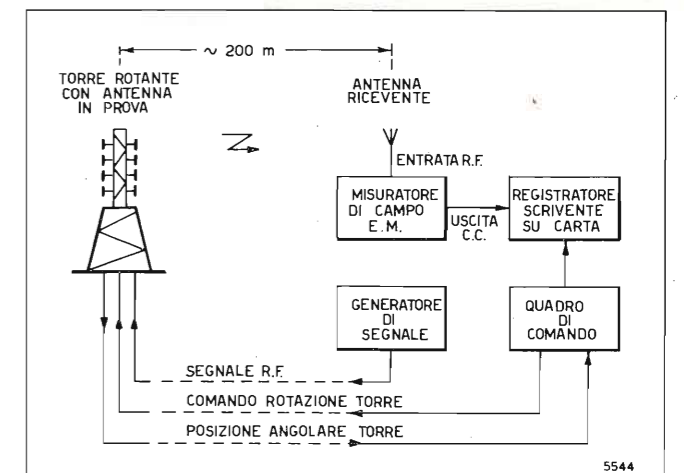 ~ 200 m
TORRE ROTANTE
CON ANTENNA
IN PROVA
ANTENNA
RICEVENTE
ENTRATA R.F.
MISURATORE
DI CAMPO
E.M.
USCITA
C.C.
REGISTRATORE
SCRIVENTE
SU CARTA
GENERATORE
DI
SEGNALE
QUADRO
DI
COMANDO
SEGNALE R.F.
COMANDO ROTAZIONE TORRE
POSIZIONE ANGOLARE TORRE
5544